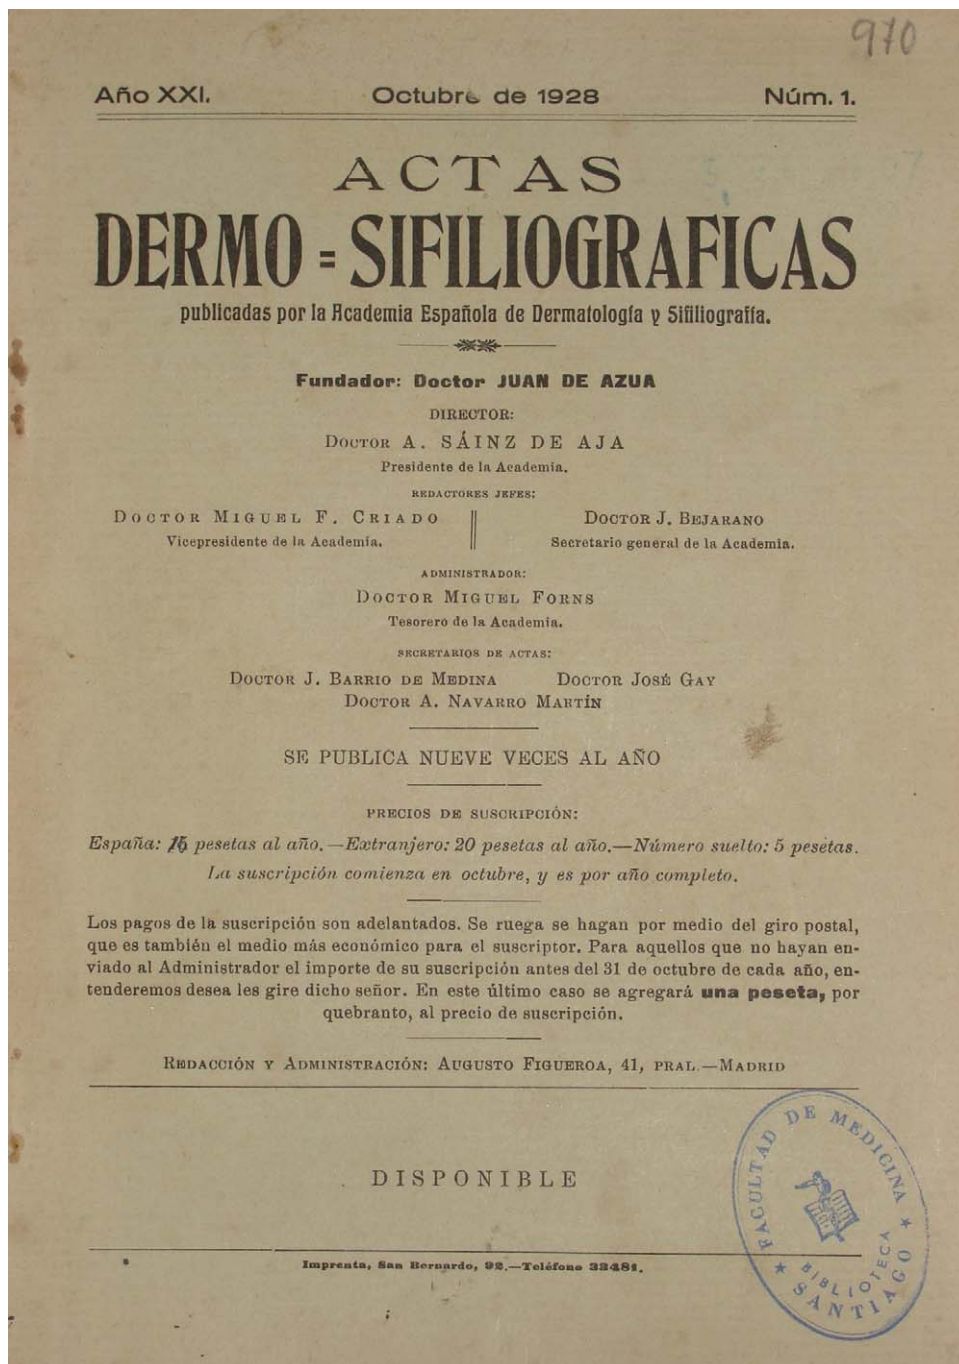 970
Año XXI. Octubre de 1928 Núm. 1.
ACTAS
DERMO=SIFILIOGRAFICAS
publicadas por la Academia Española de Dermatología y Sifiliografía.
Fundador: Doctor JUAN DE AZUA
DIRECTOR:
DOCTOR A. SÁINZ DE AJA
Presidente de la Academia.
REDACTORES JEFES:
DOCTOR MIGUEL F. CRIADO DOCTOR J. BEJARANO
Vicepresidente de la Academia. Secretario general de la Academia.
ADMINISTRADOR:
DOCTOR MIGUEL FORNS
Tesorero de la Academia.
SECRETARIOS DE ACTAS:
DOCTOR J. BARRIO DE MEDINA DOCTOR JOSÉ GAY
DOCTOR A. NAVARRO MARTÍN
SE PUBLICA NUEVE VECES AL AÑO
PRECIOS DE SUSCRIPCIÓN:
España: pesetas al año.—Extranjero: 20 pesetas al año.—Número suelto: 5 pesetas.
La suscripción comienza en octubre, y es por año completo.
Los pagos de la suscripción son adelantados. Se ruega se hagan por medio del giro postal,
que es también el medio más económico para el suscriptor. Para aquellos que no hayan en-
viado al Administrador el importe de su suscripción antes del 31 de octubre de cada año, en-
tenderemos desea les gire dicho señor. En este último caso se agregará una peseta, por
quebranto, al precio de suscripción.
REDACCIÓN Y ADMINISTRACIÓN: AUGUSTO FIGUEROA, 41, PRAL.—MADRID
DISPONIBLE
FACULTAD DE MEDICINA
BIBLIOTECA
SANTIAGO
Imprenta, San Bernardo, 92.—Teléfono 33481.